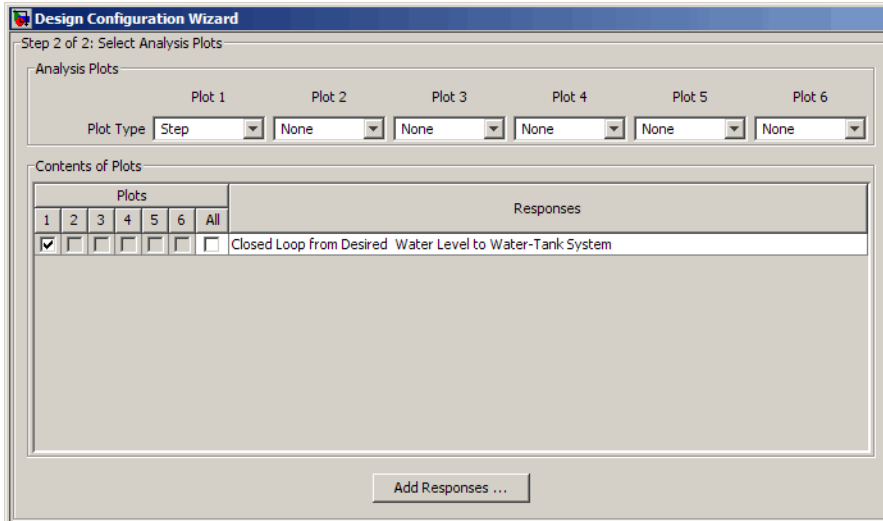 Design Configuration Wizard
Step 2 of 2: Select Analysis Plots
Analysis Plots
Plot 1 Plot 2 Plot 3 Plot 4 Plot 5 Plot 6
Plot Type Step None None None None None
Contents of Plots
Plots Responses
1 2 3 4 5 6 All
Closed Loop from Desired Water Level to Water-Tank System
Add Responses ...